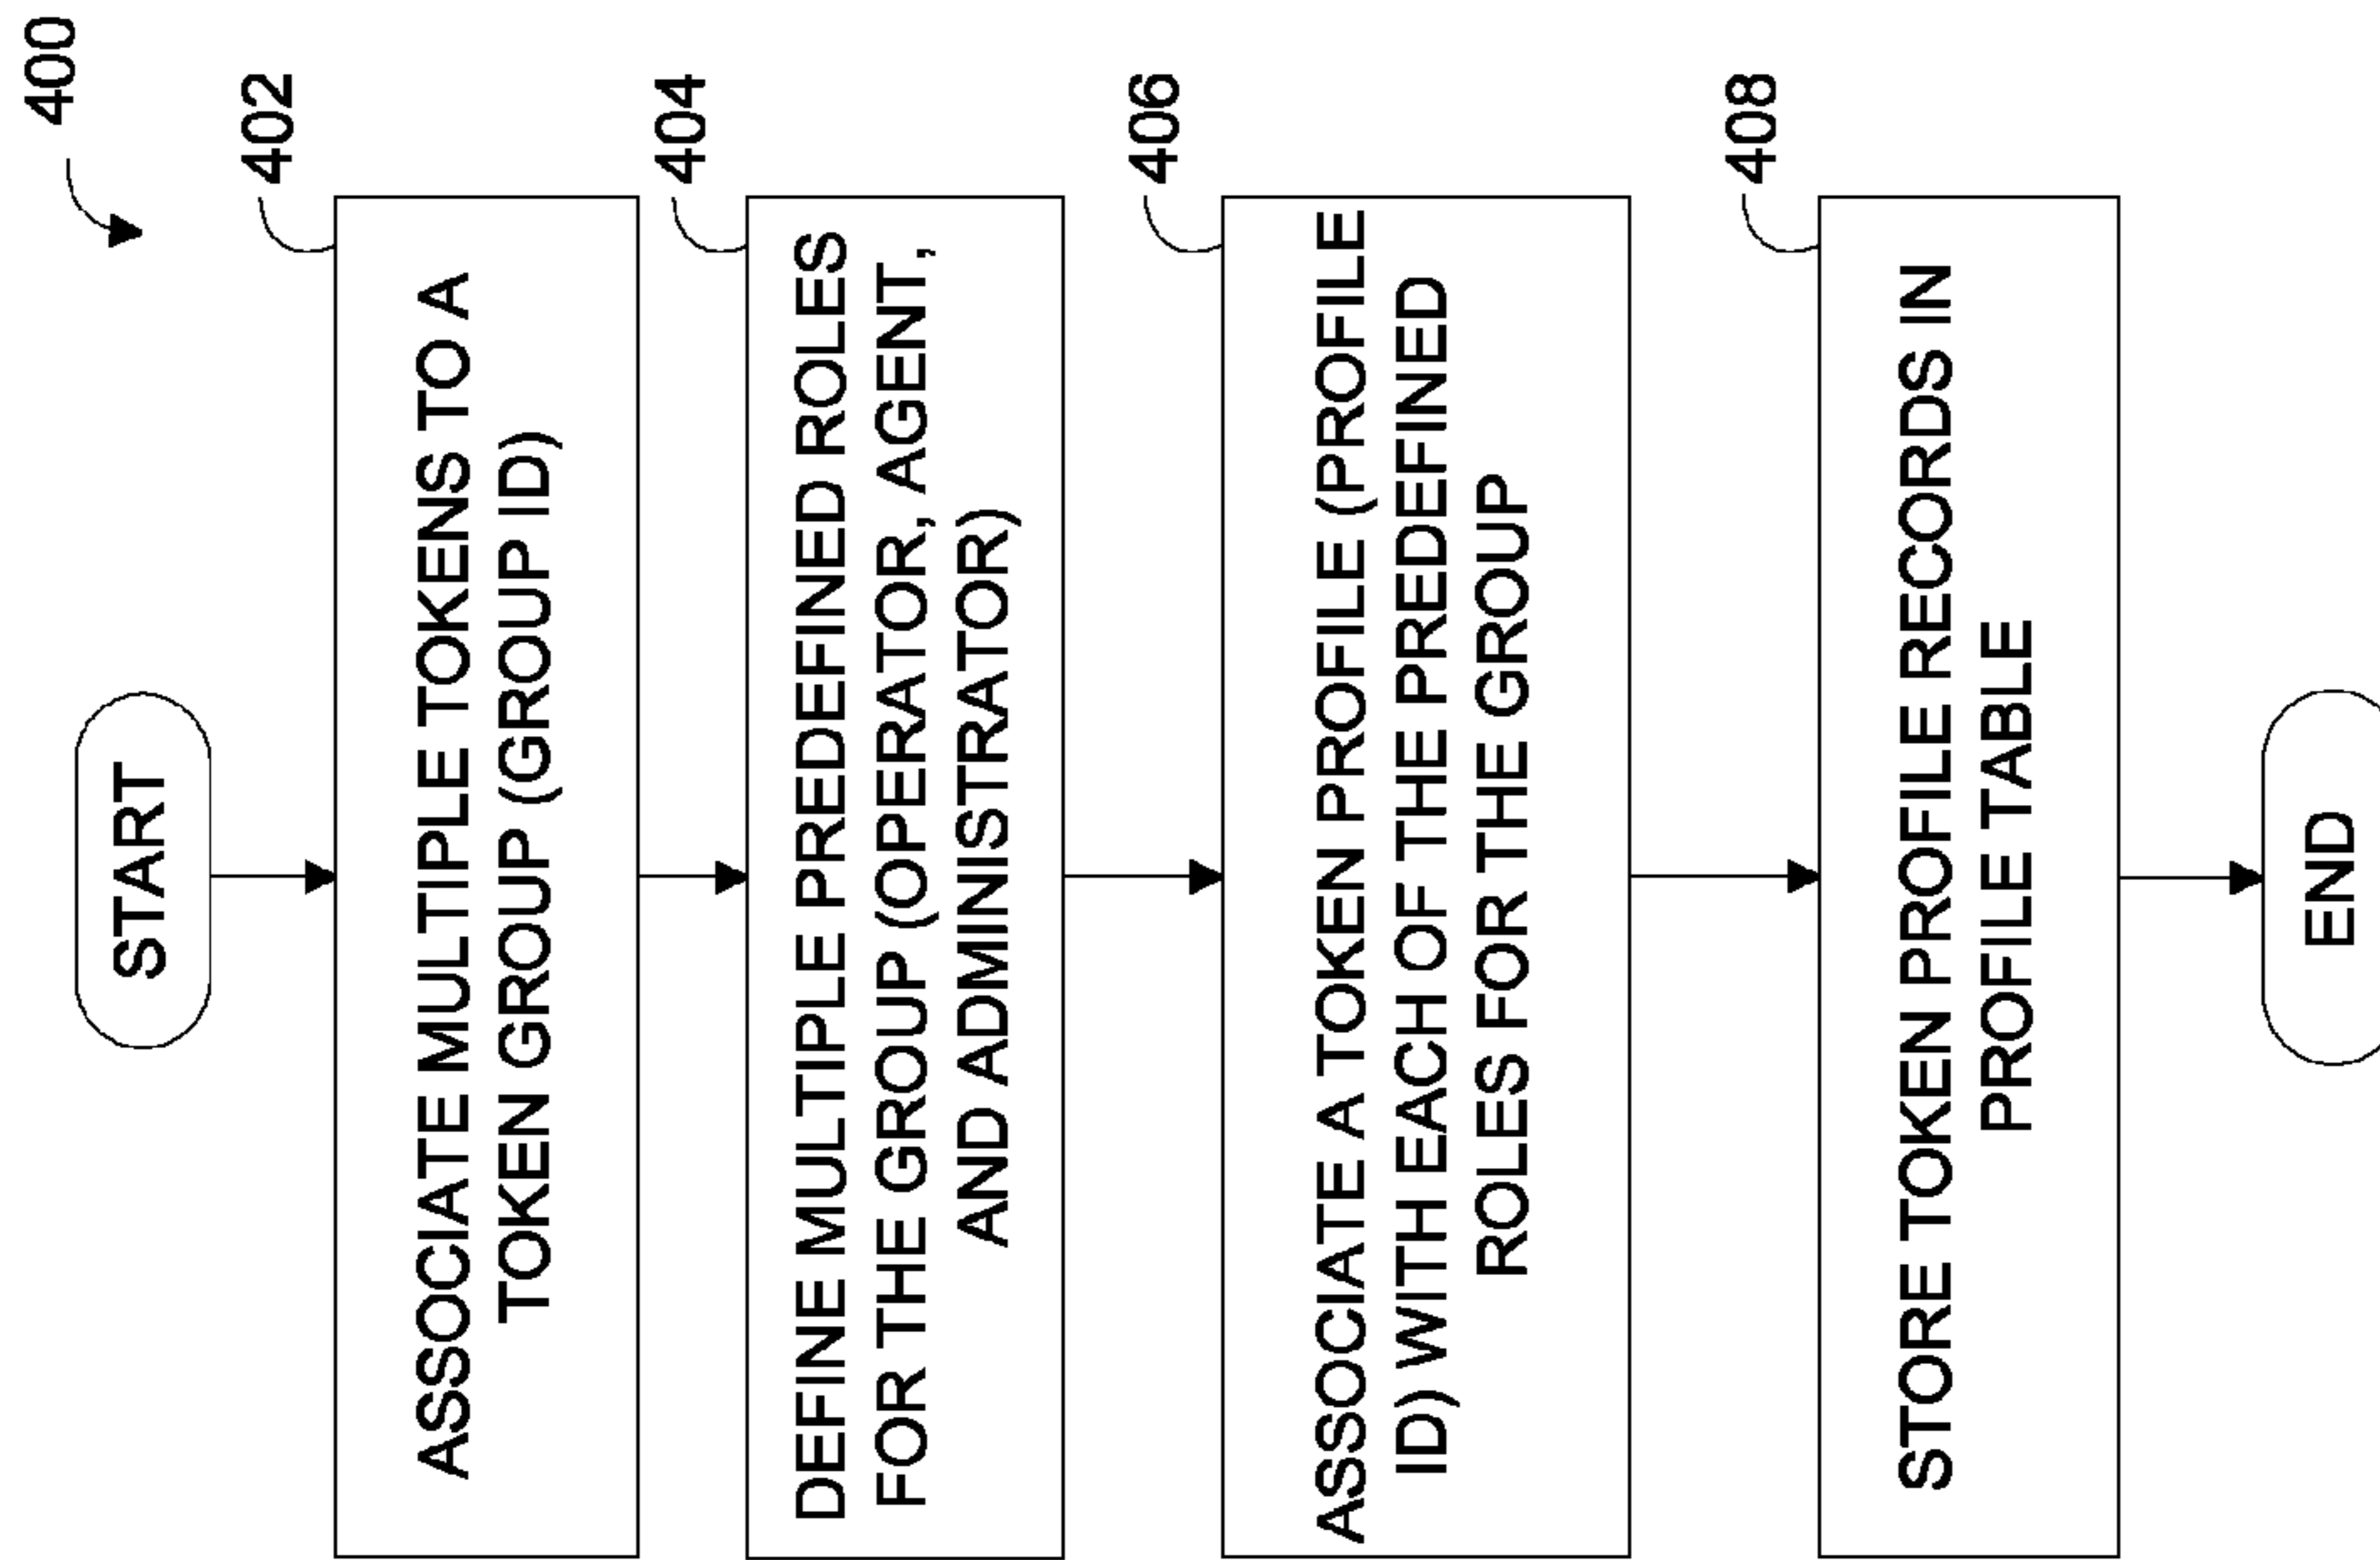 400
START
402
ASSOCIATE MULTIPLE TOKENS TO A
TOKEN GROUP (GROUP ID)
404
DEFINE MULTIPLE PREDEFINED ROLES
FOR THE GROUP (OPERATOR, AGENT,
AND ADMINISTRATOR)
406
ASSOCIATE A TOKEN PROFILE (PROFILE
ID) WITH EACH OF THE PREDEFINED
ROLES FOR THE GROUP
408
STORE TOKEN PROFILE RECORDS IN
PROFILE TABLE
END